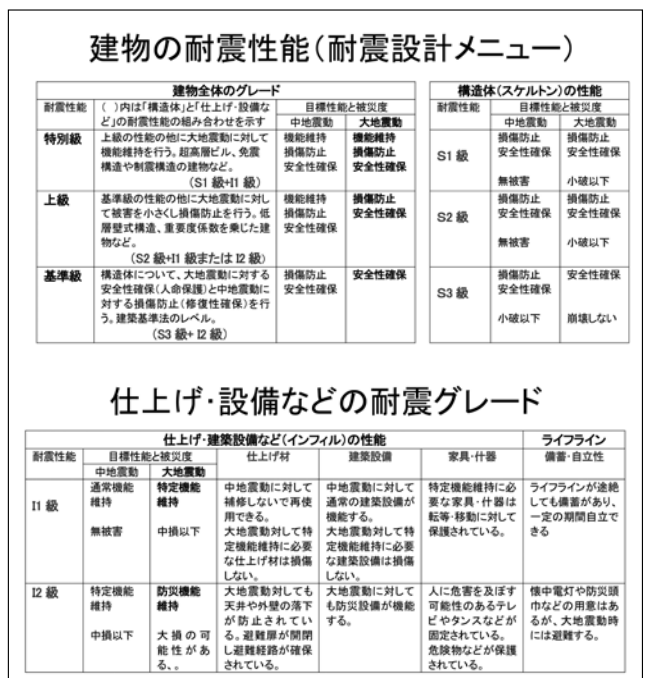 建物の耐震性能(耐震設計メニュー)
建物全体のグレード
耐震性能
( )内は「構造体」と「仕上げ・設備な
ど」の耐震性能の組み合わせを示す
目標性能と被災度
中地震動 大地震動
特別級
上級の性能の他に大地震動に対して
機能維持を行う。超高層ビル、免震
構造や制震構造の建物など。
(S1 級+I1 級)
機能維持
損傷防止
安全性確保
機能維持
損傷防止
安全性確保
上級
基準級の性能の他に大地震動に対し
て被害を小さくし損傷防止を行う。低
層壁式構造、重要度係数を乗じた建
物など。
(S2 級+I1 級または I2 級)
機能維持
損傷防止
安全性確保
損傷防止
安全性確保
基準級
構造体について、大地震動に対する
安全性確保(人命保護)と中地震動に
対する損傷防止(修復性確保)を行
う。建築基準法のレベル。
(S3 級+ I2 級)
損傷防止
安全性確保
安全性確保
構造体(スケルトン)の性能
耐震性能
目標性能と被災度
中地震動 大地震動
S1 級
損傷防止
安全性確保
無被害
損傷防止
安全性確保
小破以下
S2 級
損傷防止
安全性確保
無被害
損傷防止
安全性確保
小破以下
S3 級
損傷防止
安全性確保
小破以下
安全性確保
崩壊しない
仕上げ・設備などの耐震グレード
仕上げ・建築設備など(インフィル)の性能
ライフライン
耐震性能
目標性能と被災度
中地震動 大地震動
仕上げ材
建築設備
家具・什器
備蓄・自立性
I1 級
通常機能
維持
無被害
特定機能
維持
中損以下
中地震動に対して
補修しないで再使
用できる。
大地震動対して特
定機能維持に必要
な仕上げ材は損傷
しない。
中地震動に対して
通常の建築設備が
機能する。
大地震動対して特
定機能維持に必要
な建築設備は損傷
しない。
特定機能維持に必
要な家具・什器は
転等・移動に対して
保護されている。
ライフラインが途絶
しても備蓄があり、
一定の期間自立で
きる
I2 級
特定機能
維持
中損以下
防災機能
維持
大損の可
能性があ
る、。
大地震動対しても
天井や外壁の落下
が防止されてい
る。避難扉が開閉
し避難経路が確保
されている。
大地震動に対して
も防災設備が機能
する。
人に危害を及ぼす
可能性のあるテレ
ビやタンスなどが
固定されている。
危険物などが保護
されている。
懐中電灯や防災頭
巾などの用意はあ
るが、大地震動時
には避難する。